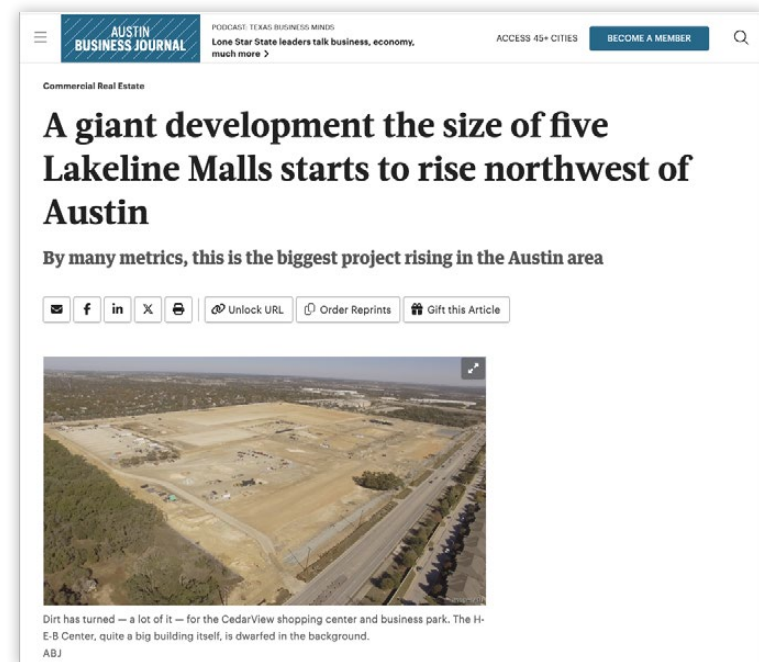 AUSTIN
BUSINESS JOURNAL
PODCAST: TEXAS BUSINESS MINDS
Lone Star State leaders talk business, economy,
much more >
ACCESS 45+ CITIES
BECOME A MEMBER
Commercial Real Estate
A giant development the size of five
Lakeline Malls starts to rise northwest of
Austin
By many metrics, this is the biggest project rising in the Austin area
f
in
X
Unlock URL
Order Reprints
Gift this Article
Dirt has turned — a lot of it — for the CedarView shopping center and business park. The H-
E-B Center, quite a big building itself, is dwarfed in the background.
ABJ